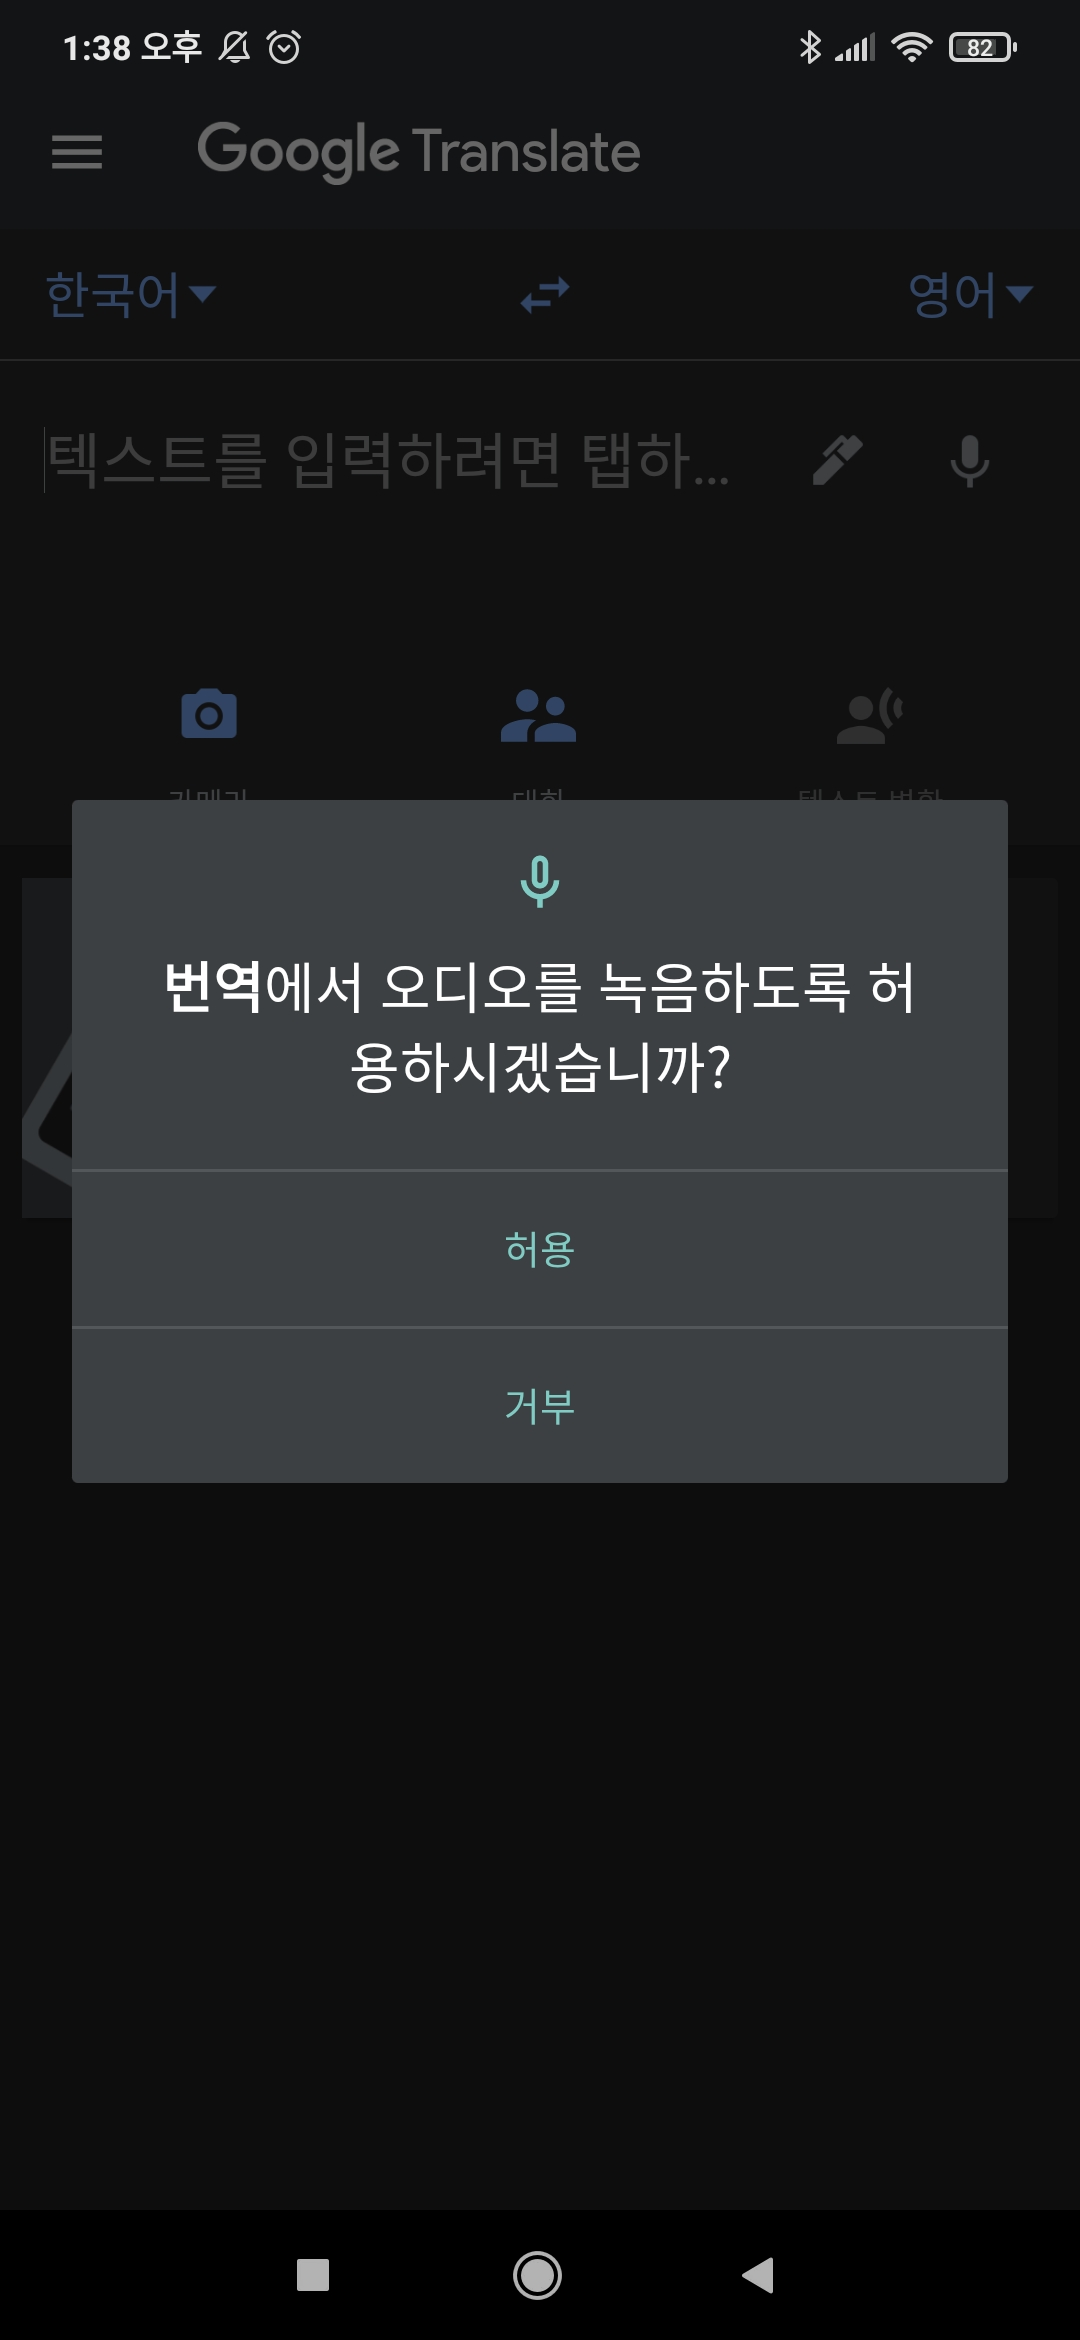 1:38 오후
82
Google Translate
한국어
영어
텍스트를 입력하려면 탭하...
번역에서 오디오를 녹음하도록 허
용하시겠습니까?
허용
거부